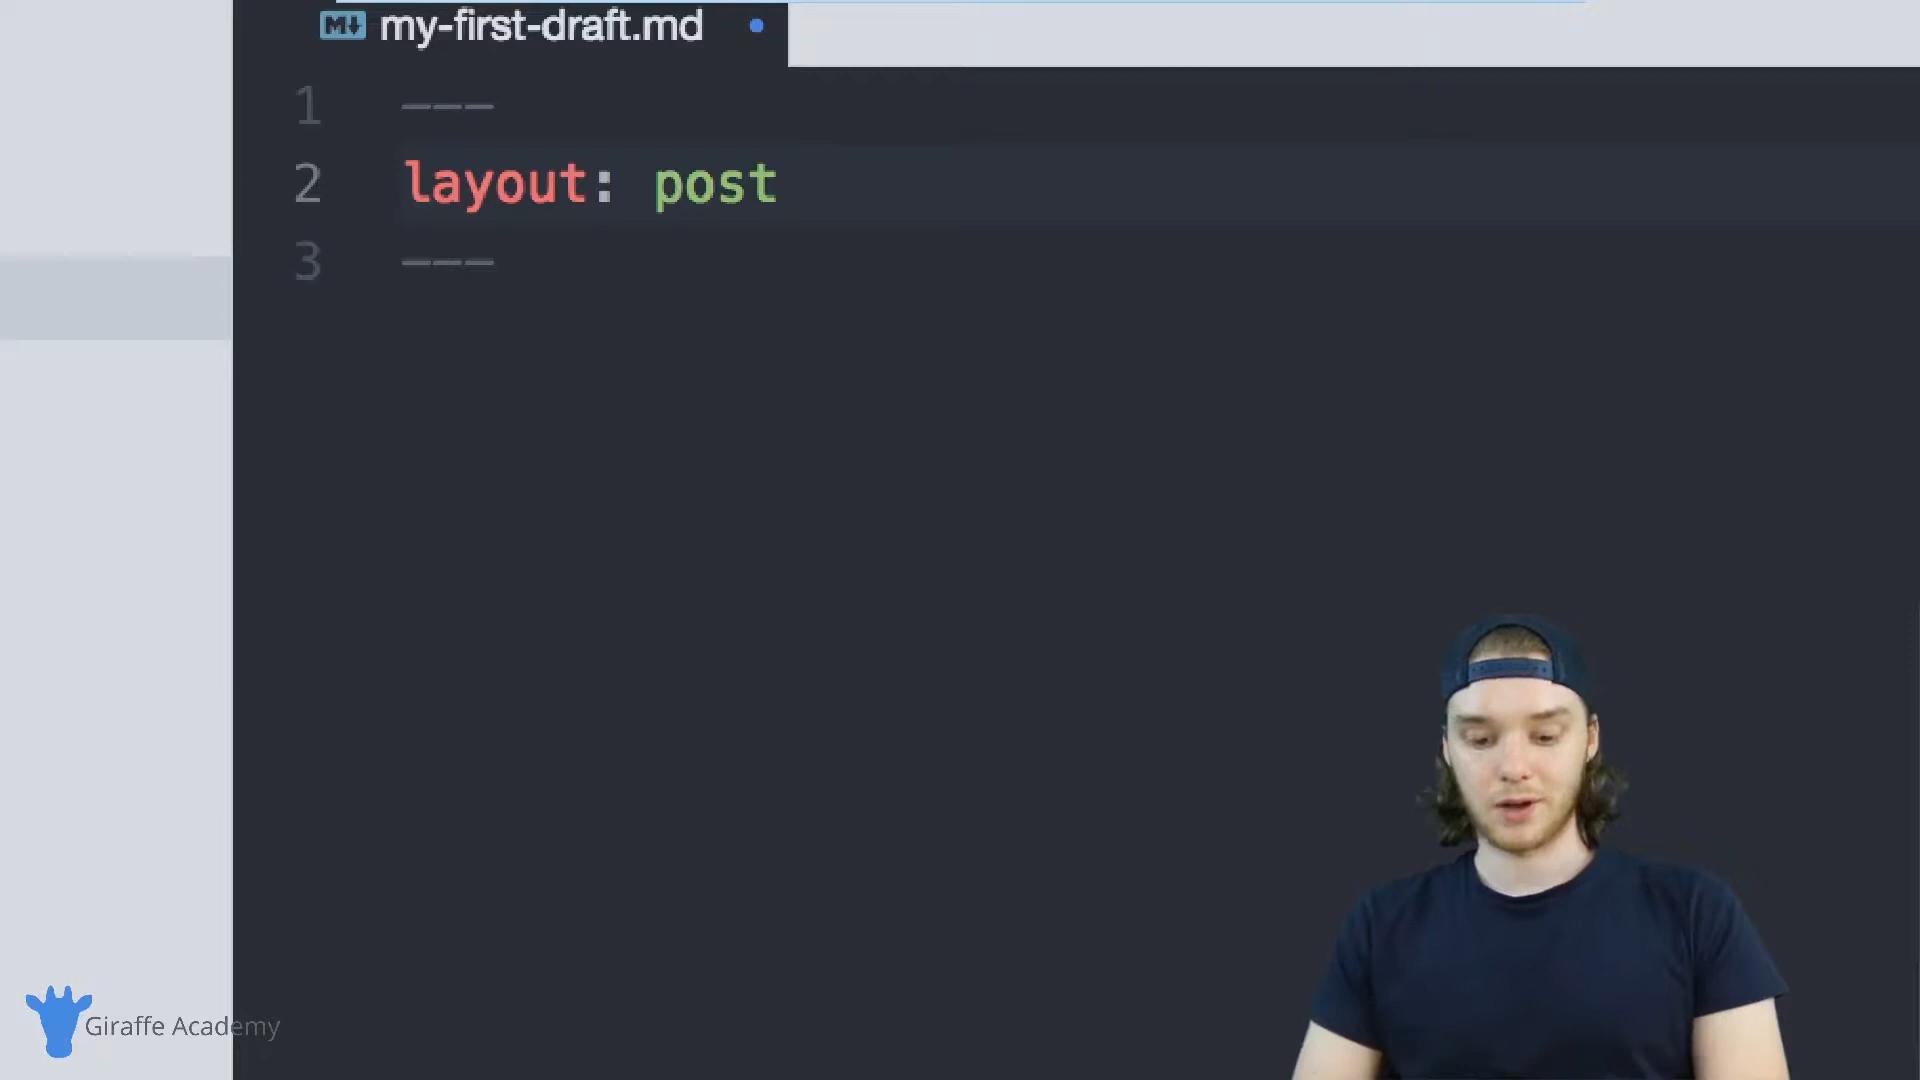 M↓ my-first-draft.md
1 ---
2 layout: post
3 ---
Giraffe Academy